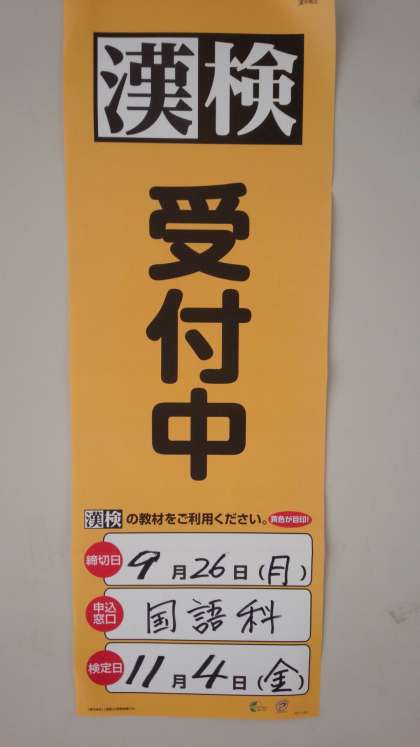 漢検
受付中
漢検の教材をご利用ください。黄色が目印!
締切日 9月26日(月)
申込窓口 国語科
検定日 11月4日(金)